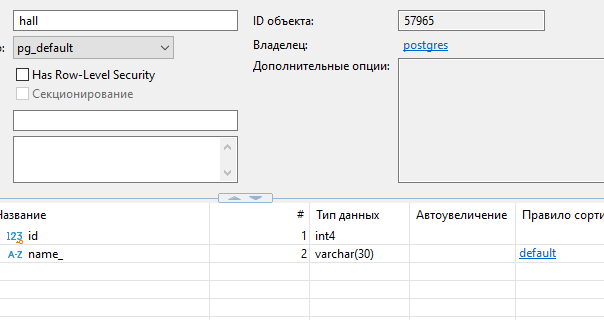 hall
ID объекта:
57965
pg_default
Владелец:
postgres
Has Row-Level Security
Дополнительные опции:
Секционирование
Название # Тип данных Автоувеличение Правило сорти
123 id 1 int4
A-Z name_ 2 varchar(30) default